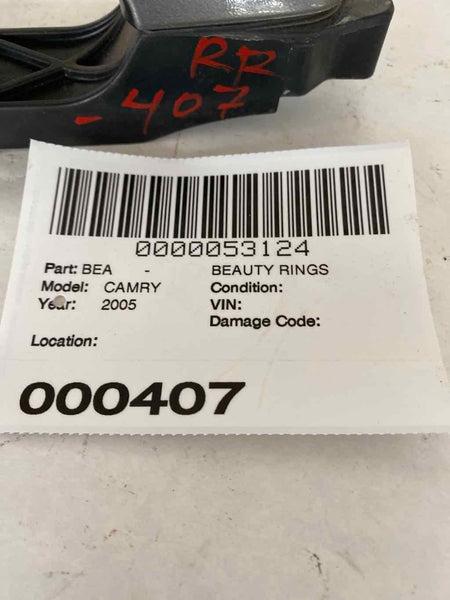 RR
-407
0000053124
Part: BEA - BEAUTY RINGS
Model: CAMRY Condition:
Year: 2005 VIN:
Damage Code:
Location:
000407